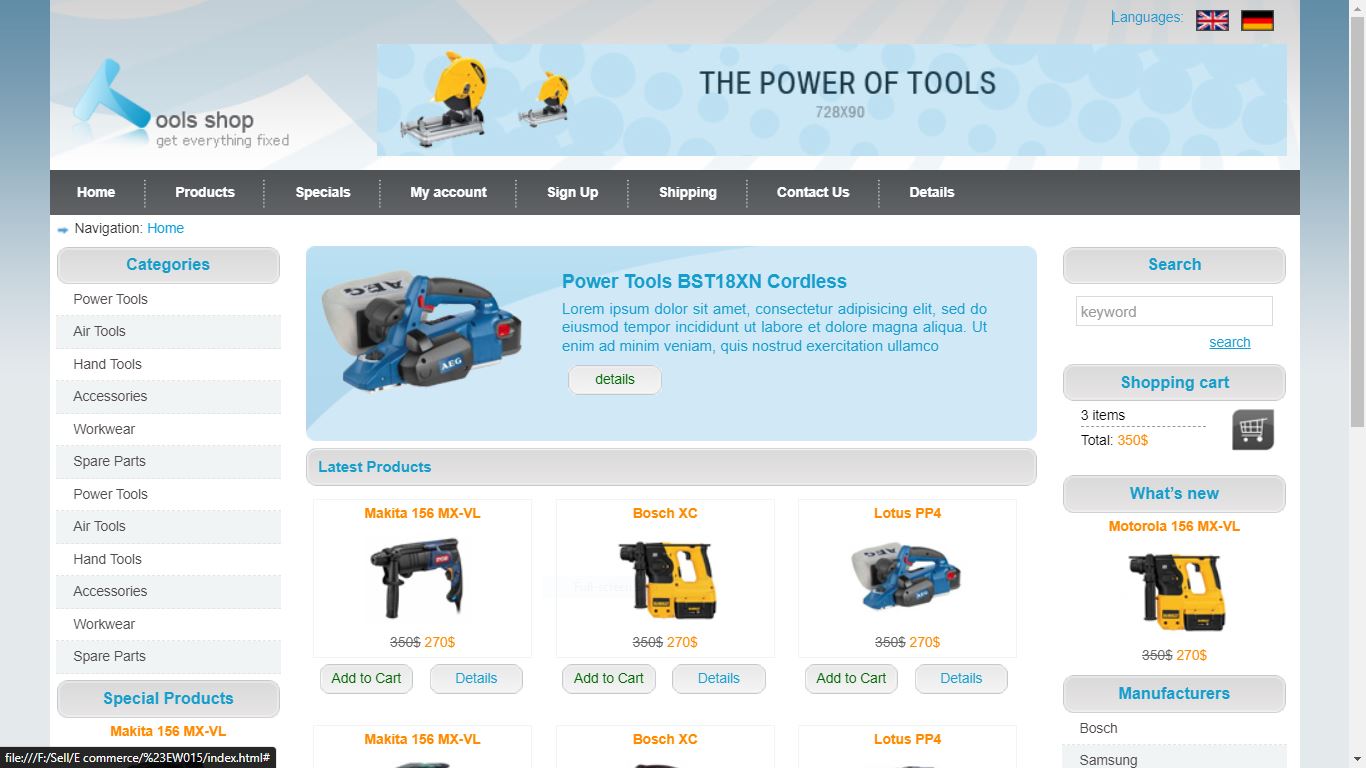 Languages:
ools shop
get everything fixed
THE POWER OF TOOLS
728X90
Home Products Specials My account Sign Up Shipping Contact Us Details
Navigation: Home
Categories
Power Tools
Air Tools
Hand Tools
Accessories
Workwear
Spare Parts
Power Tools
Air Tools
Hand Tools
Accessories
Workwear
Spare Parts
Special Products
Makita 156 MX-VL
AEG
Power Tools BST18XN Cordless
Lorem ipsum dolor sit amet, consectetur adipisicing elit, sed do
eiusmod tempor incididunt ut labore et dolore magna aliqua. Ut
enim ad minim veniam, quis nostrud exercitation ullamco
AEG
details
Latest Products
Makita 156 MX-VL Bosch XC Lotus PP4
AEG
Full-screen
350$ 270$ 350$ 270$ 350$ 270$
Add to Cart Details Add to Cart Details Add to Cart Details
Makita 156 MX-VL Bosch XC Lotus PP4
Search
keyword
search
Shopping cart
3 items
Total: 350$
What's new
Motorola 156 MX-VL
350$ 270$
Manufacturers
Bosch
Samsung
file:///F:/Sell/E commerce/%23EW015/index.html#